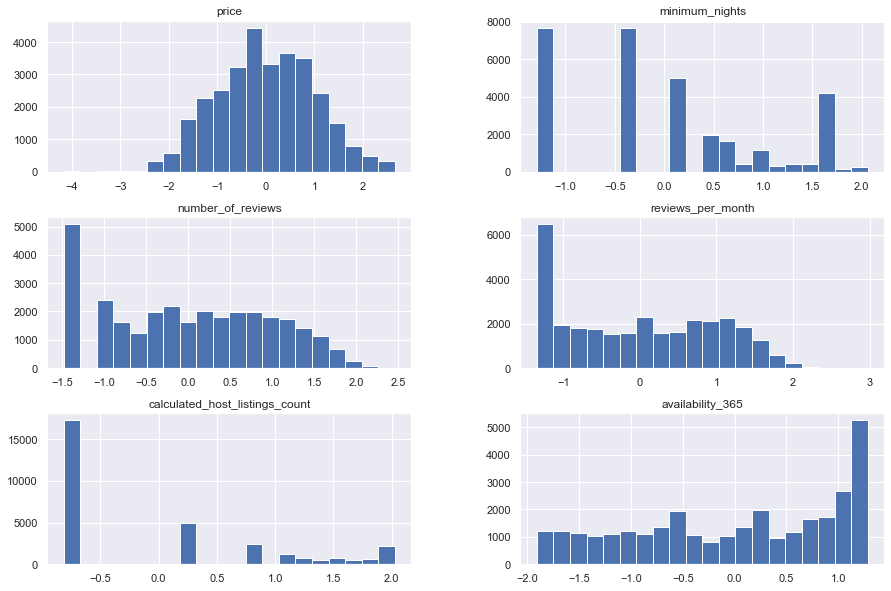 price
4000
3000
2000
1000
0
−4 −3 −2 −1 0 1 2
minimum_nights
8000
6000
4000
2000
0
−1.0 −0.5 0.0 0.5 1.0 1.5 2.0
number_of_reviews
5000
4000
3000
2000
1000
0
−1.5 −1.0 −0.5 0.0 0.5 1.0 1.5 2.0 2.5
reviews_per_month
6000
4000
2000
0
−1 0 1 2 3
calculated_host_listings_count
15000
10000
5000
0
−0.5 0.0 0.5 1.0 1.5 2.0
availability_365
5000
4000
3000
2000
1000
0
−2.0 −1.5 −1.0 −0.5 0.0 0.5 1.0